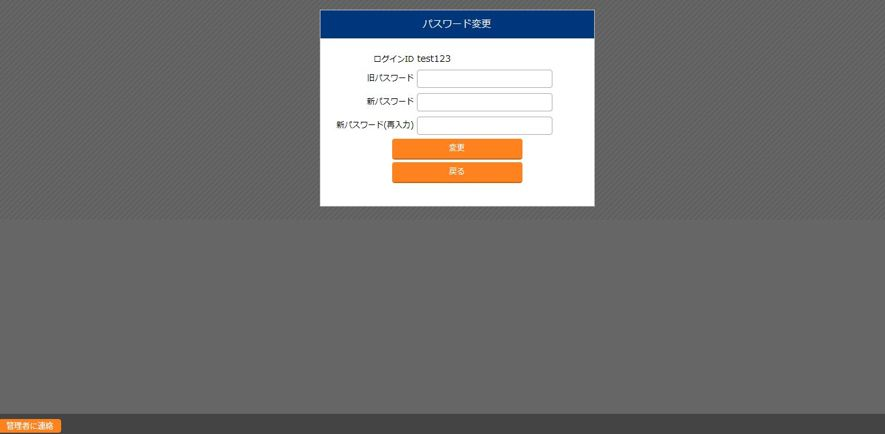 パスワード変更
ログインID test123
旧パスワード
新パスワード
新パスワード(再入力)
変更
戻る
管理者に連絡